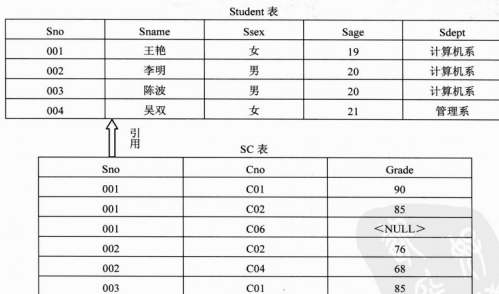 Student 表
Sno Sname Ssex Sage Sdept
001 王艳 女 19 计算机系
002 李明 男 20 计算机系
003 陈波 男 20 计算机系
004 吴双 女 21 管理系
引用
SC 表
Sno Cno Grade
001 C01 90
001 C02 85
001 C06 <NULL>
002 C02 76
002 C04 68
003 C01 85